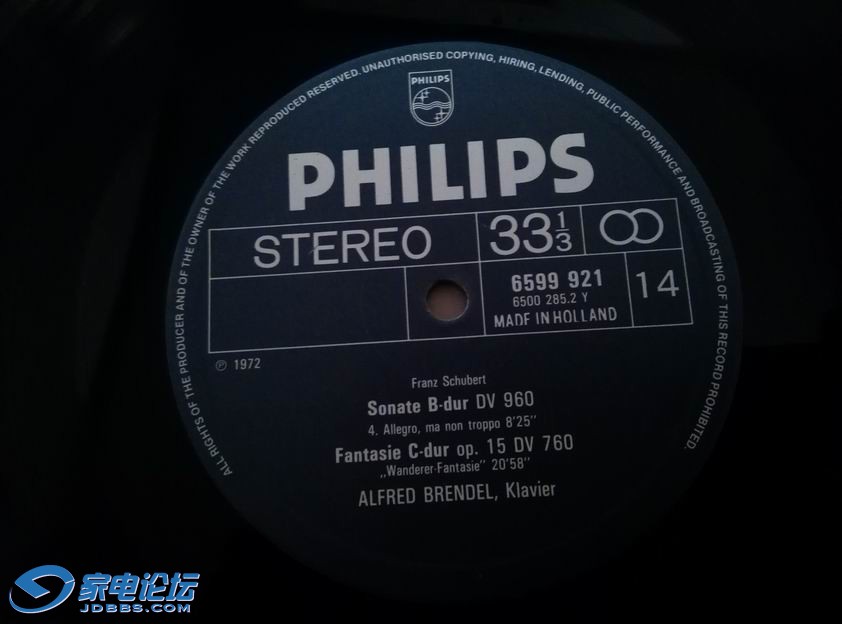 ALL RIGHTS OF THE PRODUCER AND OF THE OWNER OF THE WORK REPRODUCED RESERVED. UNAUTHORISED COPYING, HIRING, LENDING, PUBLIC PERFORMANCE AND BROADCASTING OF THIS RECORD PROHIBITED.
PHILIPS
PHILIPS
STEREO
33 1/3
6599 921
6500 285.2 Y
MADE IN HOLLAND
14
℗ 1972
Franz Schubert
Sonate B-dur DV 960
4. Allegro, ma non troppo 8'25"
Fantasie C-dur op. 15 DV 760
„Wanderer-Fantasie" 20'58"
ALFRED BRENDEL, Klavier
家电论坛
JDBBS.COM